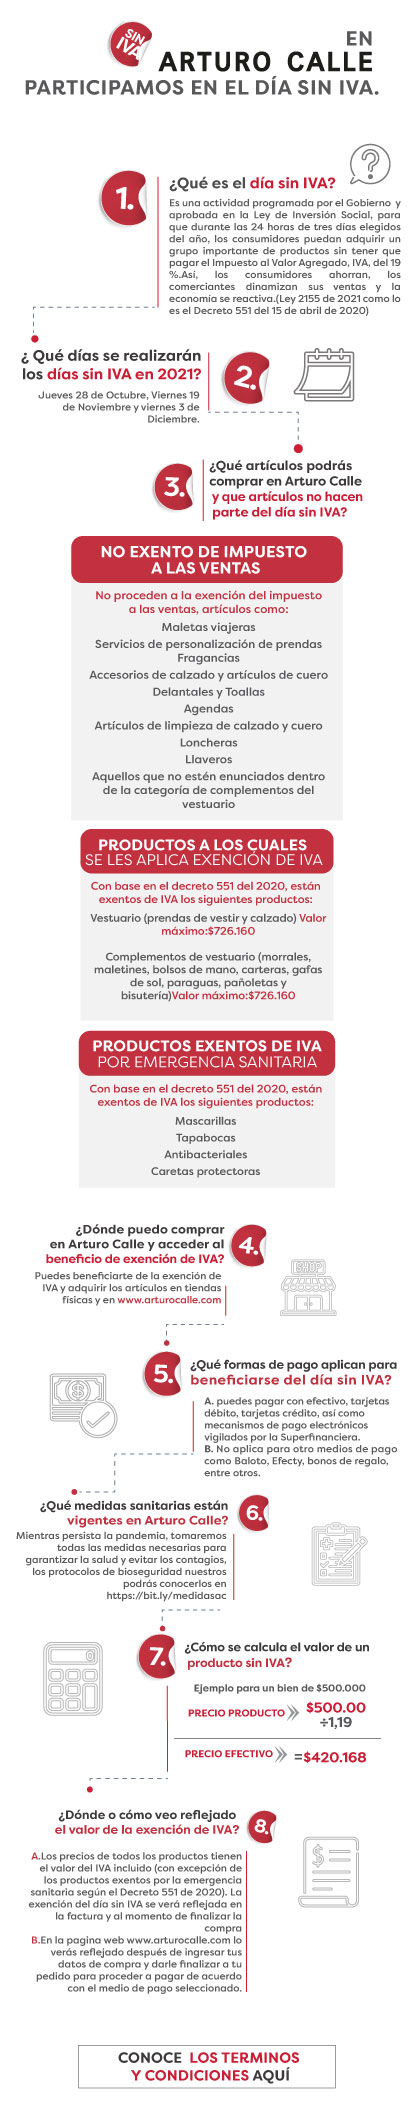 SIN
IVA
EN
ARTURO CALLE
PARTICIPAMOS EN EL DÍA SIN IVA.
1.
¿Qué es el día sin IVA?
Es una actividad programada por el Gobierno y
aprobada en la Ley de Inversión Social, para
que durante las 24 horas de tres días elegidos
del año, los consumidores puedan adquirir un
grupo importante de productos sin tener que
pagar el Impuesto al Valor Agregado, IVA, del 19
%.Así, los consumidores ahorran, los
comerciantes dinamizan sus ventas y la
economía se reactiva.(Ley 2155 de 2021 como lo
es el Decreto 551 del 15 de abril de 2020)
¿ Qué días se realizarán
los días sin IVA en 2021?
2.
Jueves 28 de Octubre, Viernes 19
de Noviembre y viernes 3 de
Diciembre.
3.
¿Qué artículos podrás
comprar en Arturo Calle
y que artículos no hacen
parte del día sin IVA?
NO EXENTO DE IMPUESTO
A LAS VENTAS
No proceden a la exención del impuesto
a las ventas, artículos como:
Maletas viajeras
Servicios de personalización de prendas
Fragancias
Accesorios de calzado y artículos de cuero
Delantales y Toallas
Agendas
Artículos de limpieza de calzado y cuero
Loncheras
Llaveros
Aquellos que no estén enunciados dentro
de la categoría de complementos del
vestuario
PRODUCTOS A LOS CUALES
SE LES APLICA EXENCIÓN DE IVA
Con base en el decreto 551 del 2020, están
exentos de IVA los siguientes productos:
Vestuario (prendas de vestir y calzado) Valor
máximo:$726.160
Complementos de vestuario (morrales,
maletines, bolsos de mano, carteras, gafas
de sol, paraguas, pañoletas y
bisutería)Valor máximo:$726.160
PRODUCTOS EXENTOS DE IVA
POR EMERGENCIA SANITARIA
Con base en el decreto 551 del 2020, están
exentos de IVA los siguientes productos:
Mascarillas
Tapabocas
Antibacteriales
Caretas protectoras
¿Dónde puedo comprar
en Arturo Calle y acceder al
beneficio de exención de IVA?
4.
Puedes beneficiarte de la exención de
IVA y adquirir los artículos en tiendas
físicas y en www.arturocalle.com
SHOP
5.
¿Qué formas de pago aplican para
beneficiarse del día sin IVA?
A. puedes pagar con efectivo, tarjetas
débito, tarjetas crédito, así como
mecanismos de pago electrónicos
vigilados por la Superfinanciera.
B. No aplica para otro medios de pago
como Baloto, Efecty, bonos de regalo,
entre otros.
¿Qué medidas sanitarias están
vigentes en Arturo Calle?
6.
Mientras persista la pandemia, tomaremos
todas las medidas necesarias para
garantizar la salud y evitar los contagios,
los protocolos de bioseguridad nuestros
podrás conocerlos en
https://bit.ly/medidasac
7.
¿Cómo se calcula el valor de un
producto sin IVA?
Ejemplo para un bien de $500.000
PRECIO PRODUCTO $500.00
÷1,19
PRECIO EFECTIVO =$420.168
¿Dónde o cómo veo reflejado
el valor de la exención de IVA?
8.
A.Los precios de todos los productos tienen
el valor del IVA incluido (con excepción de
los productos exentos por la emergencia
sanitaria según el Decreto 551 de 2020). La
exención del día sin IVA se verá reflejada en
la factura y al momento de finalizar la
compra
B.En la pagina web www.arturocalle.com lo
verás reflejado después de ingresar tus
datos de compra y darle finalizar a tu
pedido para proceder a pagar de acuerdo
con el medio de pago seleccionado.
CONOCE LOS TERMINOS
Y CONDICIONES AQUÍ